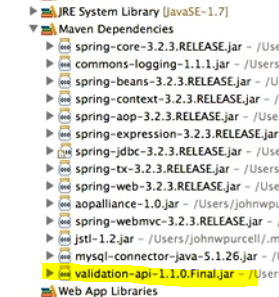 JRE System Library [JavaSE-1.7]
Maven Dependencies
spring-core-3.2.3.RELEASE.jar - /Use
commons-logging-1.1.1.jar - /Users
spring-beans-3.2.3.RELEASE.jar - /U
spring-context-3.2.3.RELEASE.jar -
spring-aop-3.2.3.RELEASE.jar - /Use
spring-expression-3.2.3.RELEASE.jar
spring-jdbc-3.2.3.RELEASE.jar - /Us
spring-tx-3.2.3.RELEASE.jar - /Users
spring-web-3.2.3.RELEASE.jar - /Use
aopalliance-1.0.jar - /Users/johnwp
spring-webmvc-3.2.3.RELEASE.jar -
jstl-1.2.jar - /Users/johnwpurcell/.m
mysql-connector-java-5.1.26.jar - /
validation-api-1.1.0.Final.jar - /Users
Web App Libraries